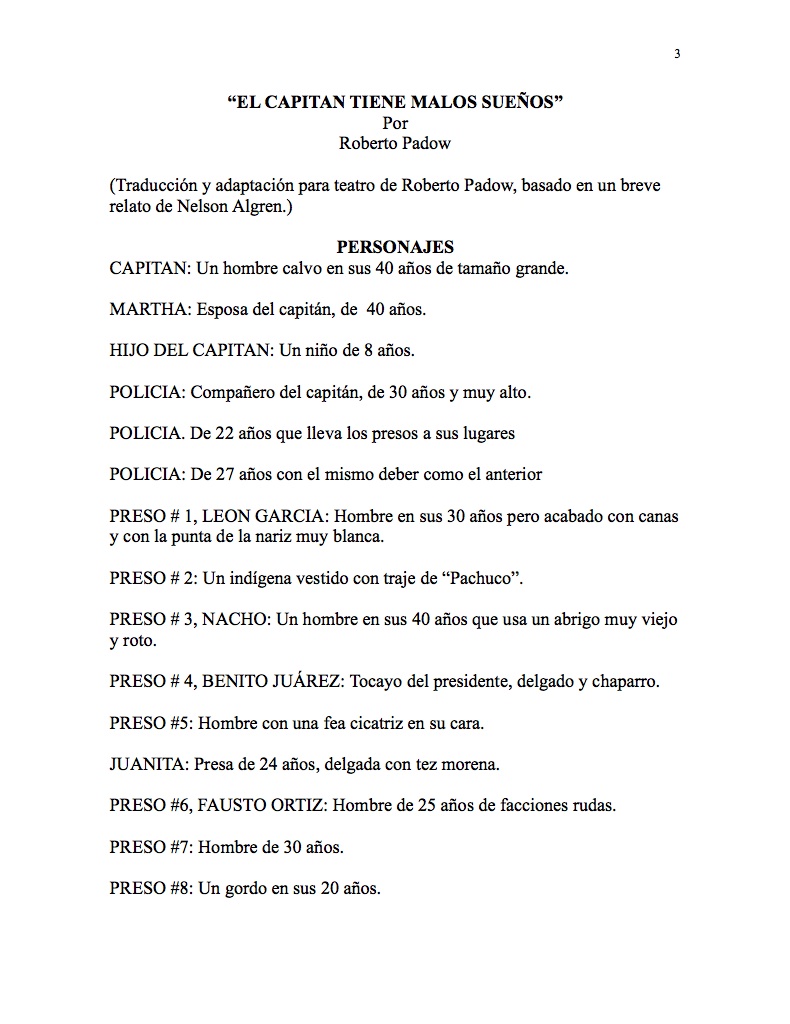 3
“EL CAPITAN TIENE MALOS SUEÑOS”
Por
Roberto Padow
(Traducción y adaptación para teatro de Roberto Padow, basado en un breve
relato de Nelson Algren.)
PERSONAJES
CAPITAN: Un hombre calvo en sus 40 años de tamaño grande.
MARTHA: Esposa del capitán, de  40 años.
HIJO DEL CAPITAN: Un niño de 8 años.
POLICIA: Compañero del capitán, de 30 años y muy alto.
POLICIA. De 22 años que lleva los presos a sus lugares
POLICIA: De 27 años con el mismo deber como el anterior
PRESO # 1, LEON GARCIA: Hombre en sus 30 años pero acabado con canas
y con la punta de la nariz muy blanca.
PRESO # 2: Un indígena vestido con traje de “Pachuco”.
PRESO # 3, NACHO: Un hombre en sus 40 años que usa un abrigo muy viejo
y roto.
PRESO # 4, BENITO JUÁREZ: Tocayo del presidente, delgado y chaparro.
PRESO #5: Hombre con una fea cicatriz en su cara.
JUANITA: Presa de 24 años, delgada con tez morena.
PRESO #6, FAUSTO ORTIZ: Hombre de 25 años de facciones rudas.
PRESO #7: Hombre de 30 años.
PRESO #8: Un gordo en sus 20 años.